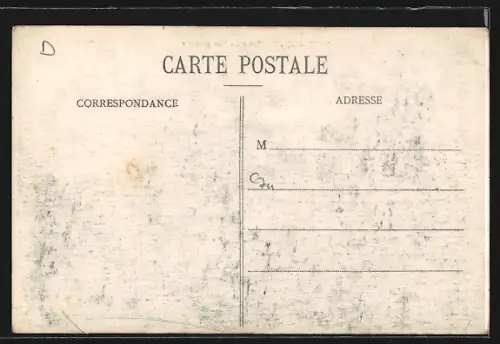 D
CARTE POSTALE
CORRESPONDANCE
ADRESSE
M